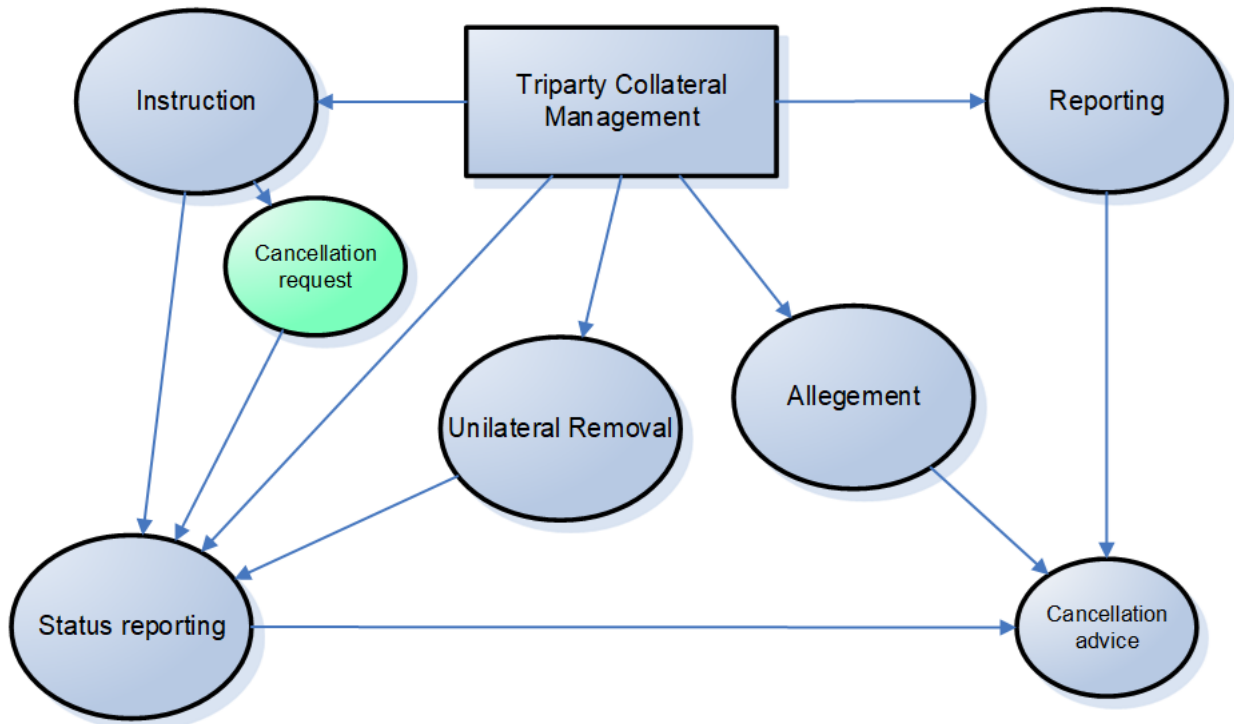 Instruction
Triparty Collateral
Management
Reporting
Cancellation
request
Unilateral Removal
Allegement
Status reporting
Cancellation
advice